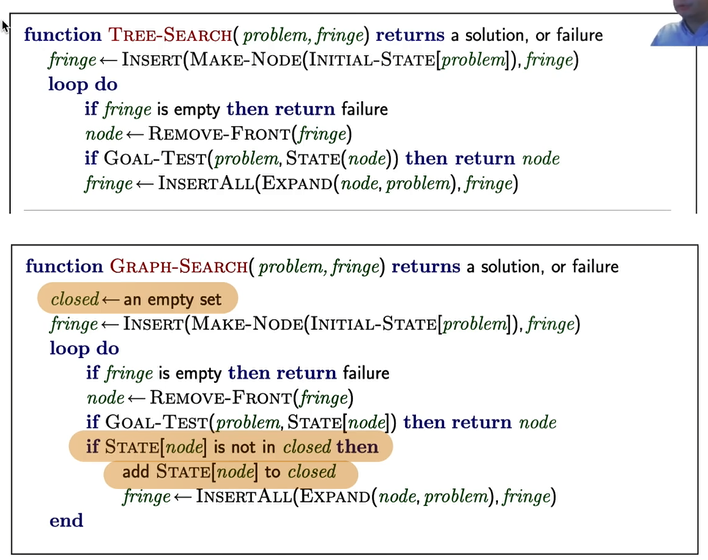 function TREE-SEARCH( problem, fringe) returns a solution, or failure
fringe ← INSERT(MAKE-NODE(INITIAL-STATE[problem]), fringe)
loop do
if fringe is empty then return failure
node ← REMOVE-FRONT(fringe)
if GOAL-TEST(problem, STATE(node)) then return node
fringe ← INSERTALL(EXPAND(node, problem), fringe)
function GRAPH-SEARCH( problem, fringe) returns a solution, or failure
closed ← an empty set
fringe ← INSERT(MAKE-NODE(INITIAL-STATE[problem]), fringe)
loop do
if fringe is empty then return failure
node ← REMOVE-FRONT(fringe)
if GOAL-TEST(problem, STATE[node]) then return node
if STATE[node] is not in closed then
add STATE[node] to closed
fringe ← INSERTALL(EXPAND(node, problem), fringe)
end